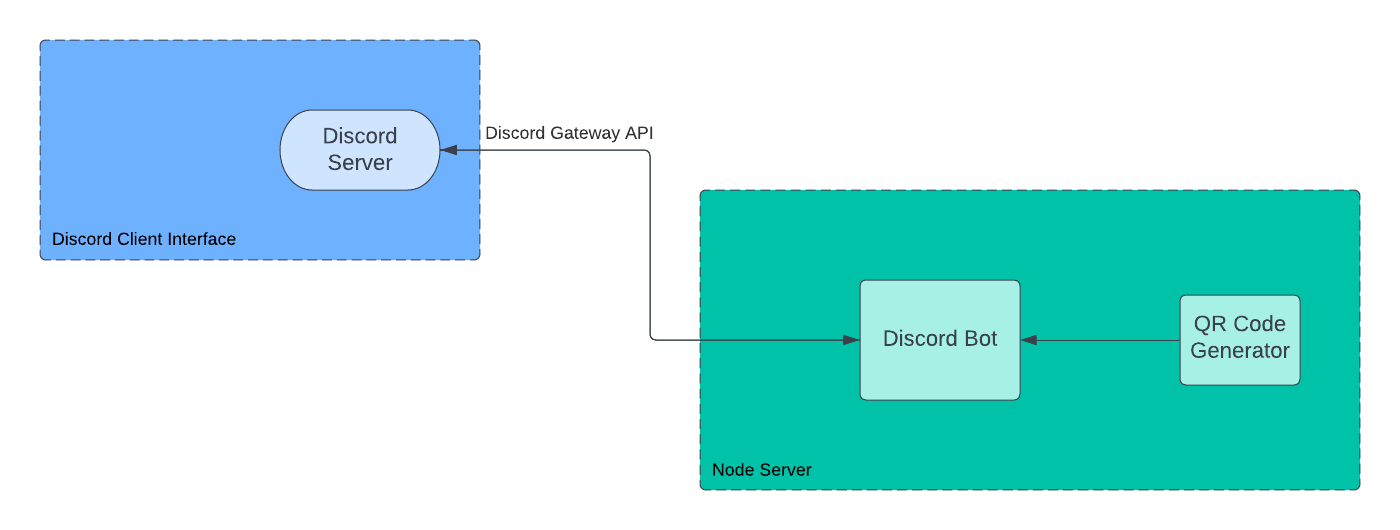 Discord
Server
Discord Gateway API
Discord Client Interface
Discord Bot
QR Code
Generator
Node Server